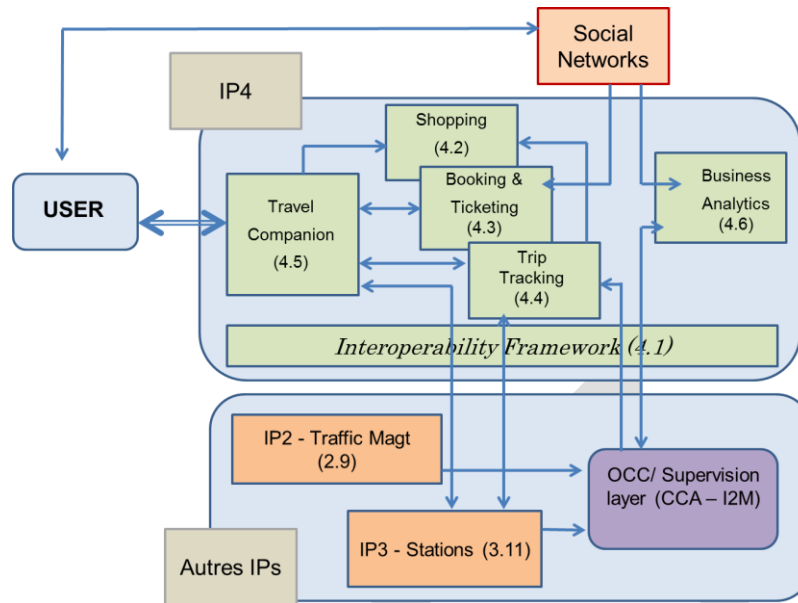 Social
Networks
IP4
Shopping
(4.2)
Booking &
Ticketing
(4.3)
Business
Analytics
(4.6)
USER
Travel
Companion
(4.5)
Trip
Tracking
(4.4)
Interoperability Framework (4.1)
IP2 - Traffic Magt
(2.9)
OCC/ Supervision
layer (CCA – I2M)
IP3 - Stations (3.11)
Autres IPs